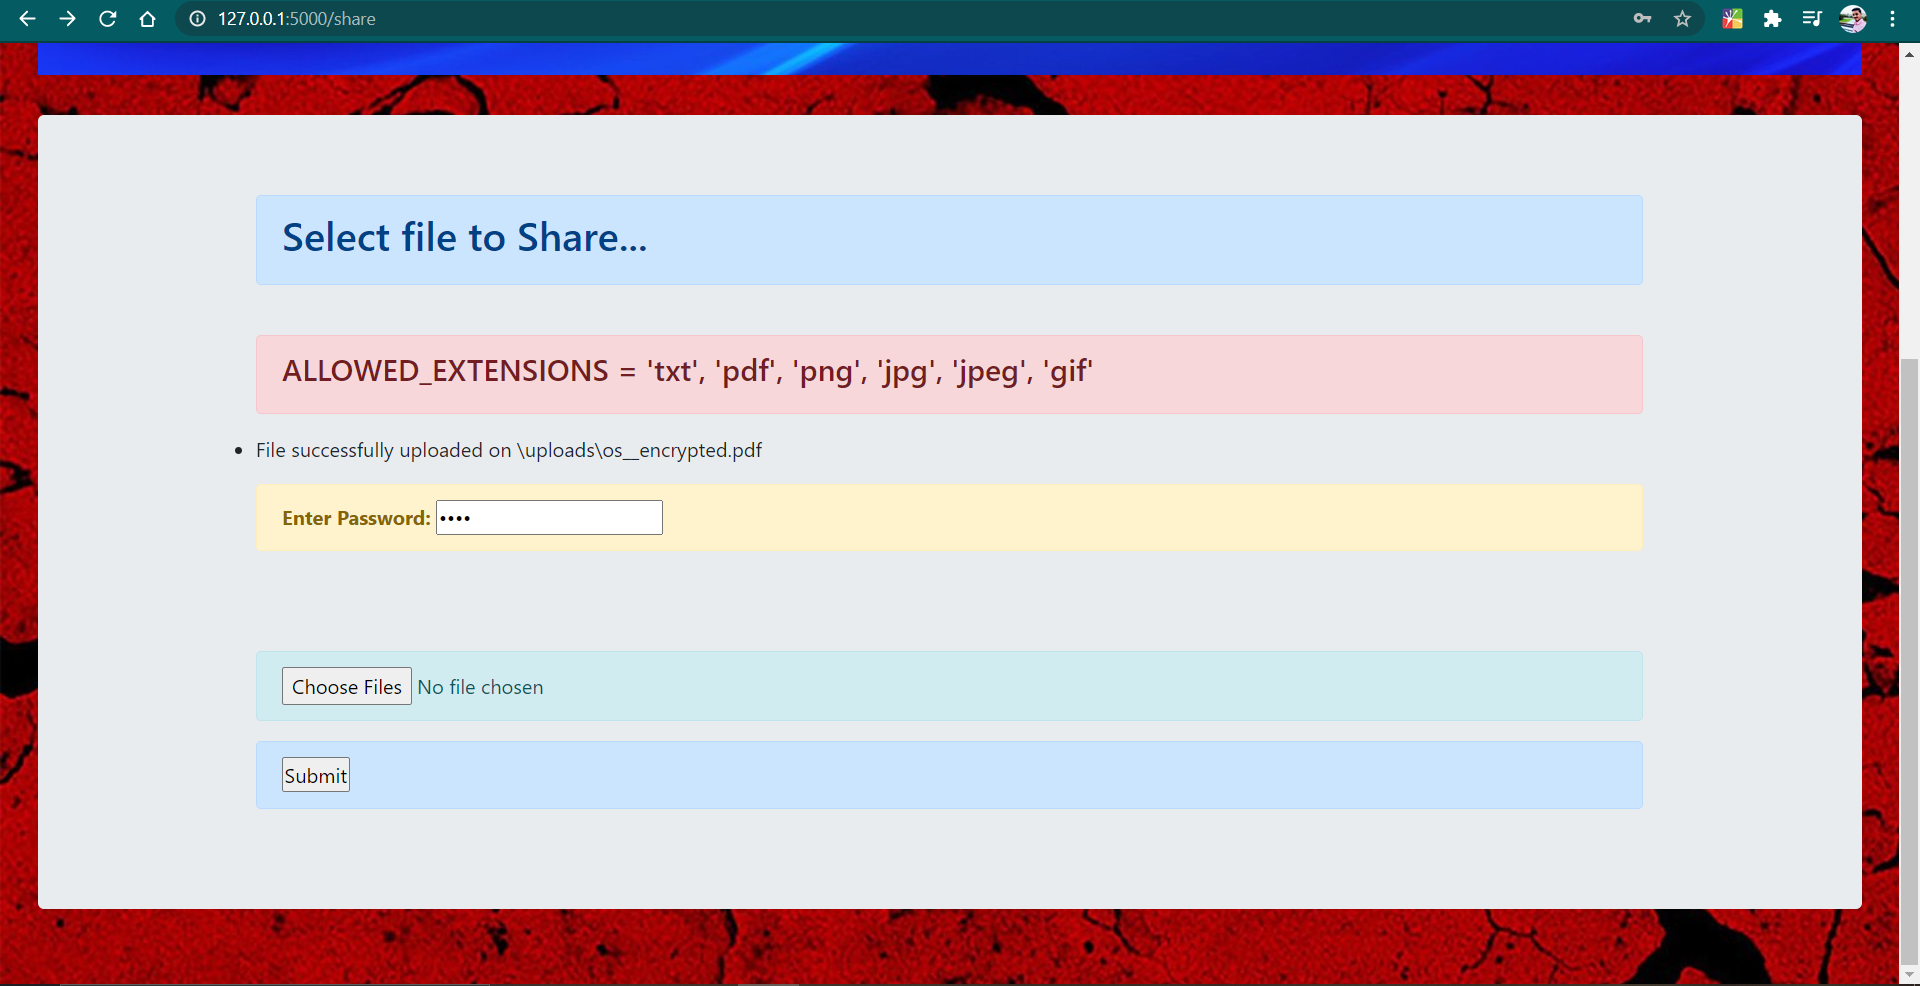 127.0.0.1:5000/share
Select file to Share...
ALLOWED_EXTENSIONS = 'txt', 'pdf', 'png', 'jpg', 'jpeg', 'gif'
• File successfully uploaded on \uploads\os__encrypted.pdf
Enter Password: ••••
Choose Files No file chosen
Submit